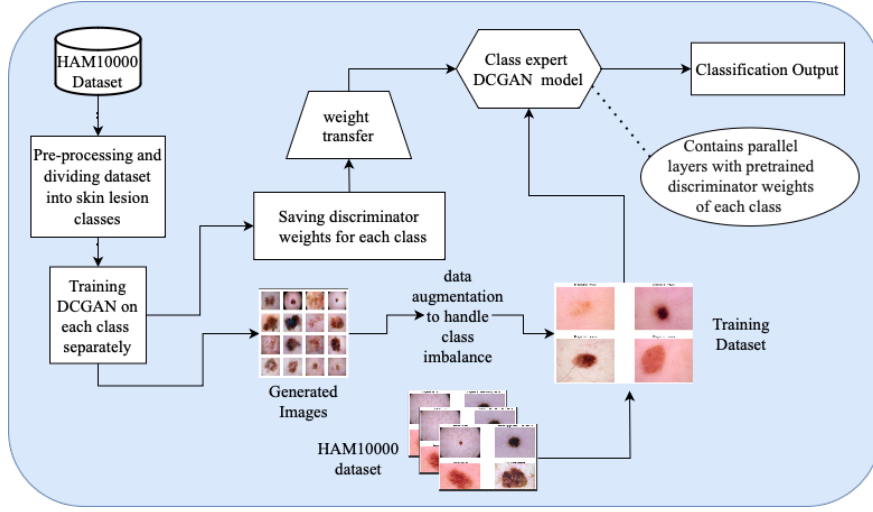 HAM10000
Dataset
Pre-processing and
dividing dataset
into skin lesion
classes
Training
DCGAN on
each class
separately
weight
transfer
Saving discriminator
weights for each class
Class expert
DCGAN model
Classification Output
Contains parallel
layers with pretrained
discriminator weights
of each class
Generated
Images
data
augmentation
to handle
class
imbalance
Training
Dataset
HAM10000
dataset